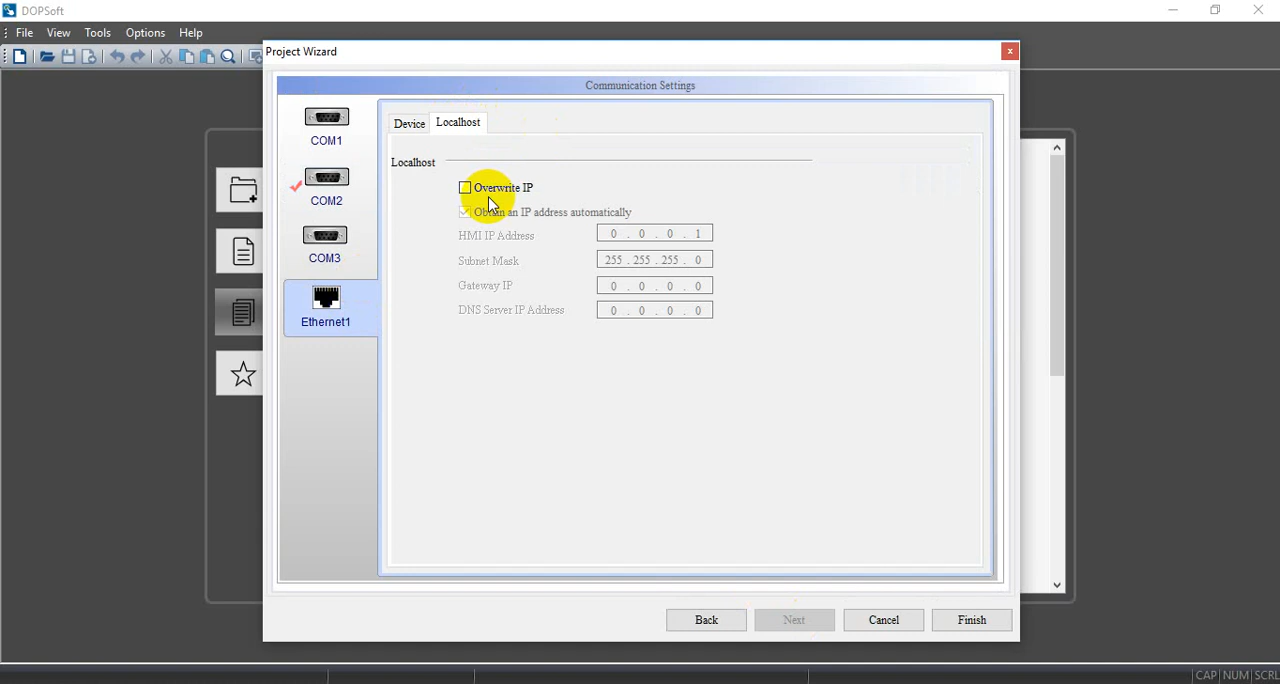 DOPSoft
File View Tools Options Help
Project Wizard
x
Communication Settings
COM1
COM2
COM3
Ethernet1
Device Localhost
Localhost
Overwrite IP
Obtain an IP address automatically
HMI IP Address 0 . 0 . 0 . 1
Subnet Mask 255 . 255 . 255 . 0
Gateway IP 0 . 0 . 0 . 0
DNS Server IP Address 0 . 0 . 0 . 0
Back Next Cancel Finish
CAP NUM SCRL